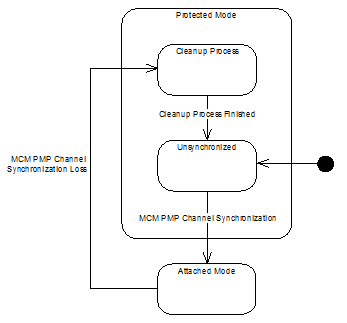 Protected Mode
Cleanup Process
Cleanup Process Finished
MCM PMP Channel
Synchronization Loss
Unsynchronized
MCM PMP Channel Synchronization
Attached Mode